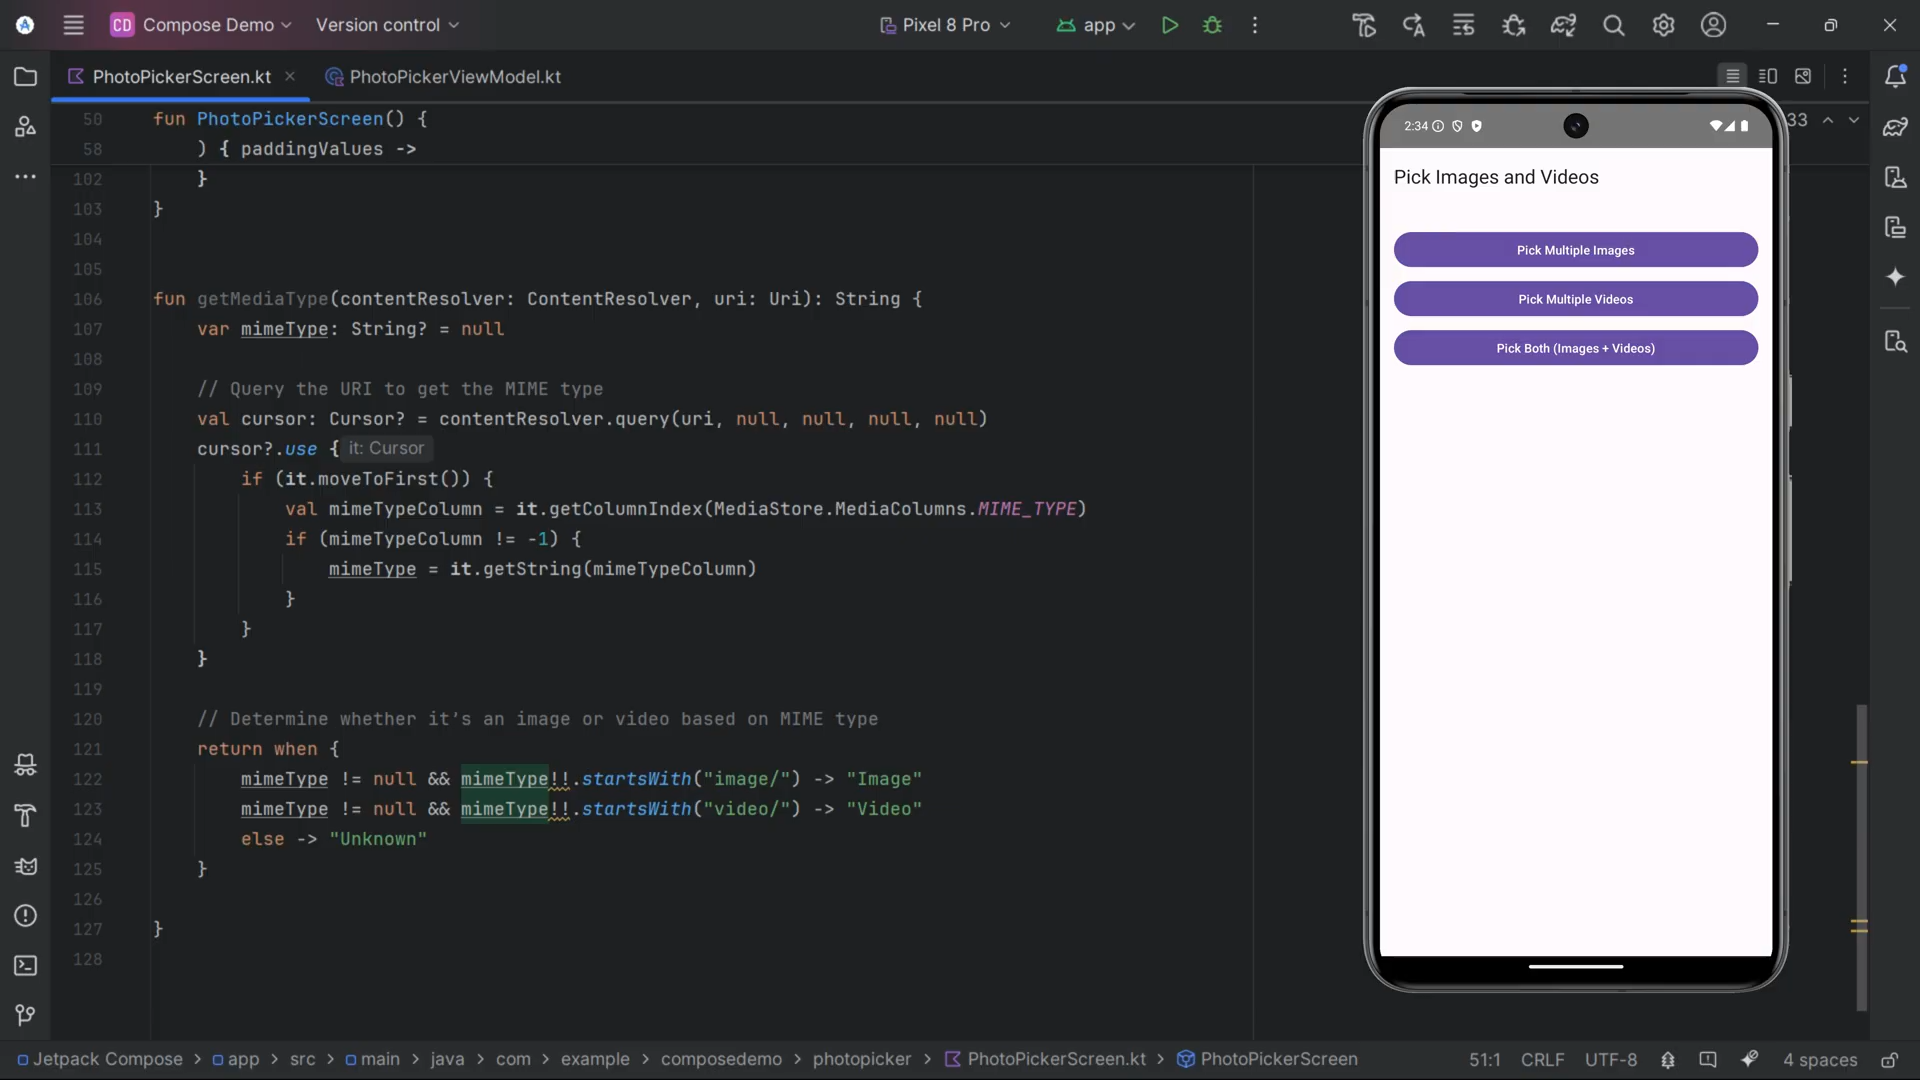 CD Compose Demo Version control Pixel 8 Pro app
PhotoPickerScreen.kt PhotoPickerViewModel.kt
50 fun PhotoPickerScreen() {
58 ) { paddingValues ->
102 }
103 }
104
105
106 fun getMediaType(contentResolver: ContentResolver, uri: Uri): String {
107 var mimeType: String? = null
108
109 // Query the URI to get the MIME type
110 val cursor: Cursor? = contentResolver.query(uri, null, null, null, null)
111 cursor?.use { it: Cursor
112 if (it.moveToFirst()) {
113 val mimeTypeColumn = it.getColumnIndex(MediaStore.MediaColumns.MIME_TYPE)
114 if (mimeTypeColumn != -1) {
115 mimeType = it.getString(mimeTypeColumn)
116 }
117 }
118 }
119
120 // Determine whether it's an image or video based on MIME type
121 return when {
122 mimeType != null && mimeType!!.startsWith("image/") -> "Image"
123 mimeType != null && mimeType!!.startsWith("video/") -> "Video"
124 else -> "Unknown"
125 }
126
127 }
128
33
2:34
Pick Images and Videos
Pick Multiple Images
Pick Multiple Videos
Pick Both (Images + Videos)
Jetpack Compose > app > src > main > java > com > example > composedemo > photopicker > PhotoPickerScreen.kt > PhotoPickerScreen 51:1 CRLF UTF-8 4 spaces